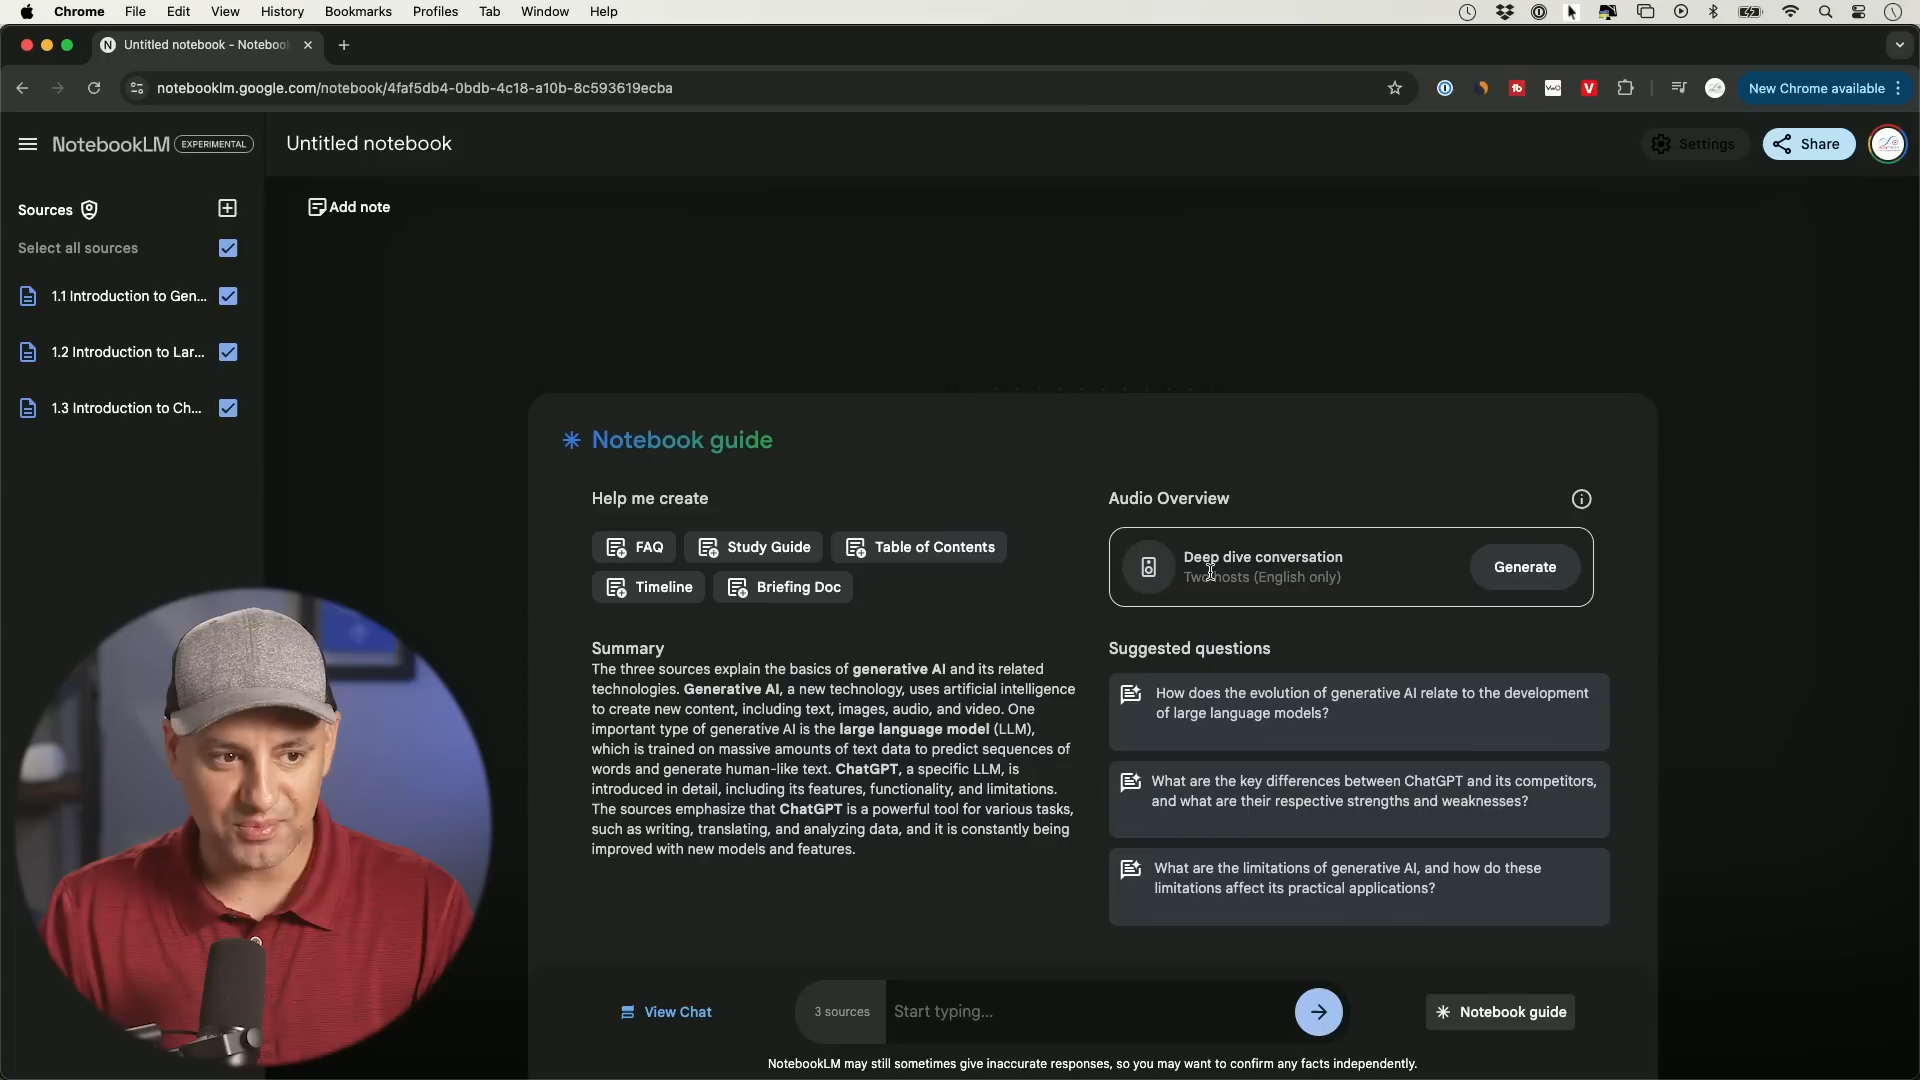 Chrome File Edit View History Bookmarks Profiles Tab Window Help
Untitled notebook - Notebool
notebooklm.google.com/notebook/4faf5db4-0bdb-4c18-a10b-8c593619ecba
New Chrome available
NotebookLM EXPERIMENTAL
Untitled notebook
Settings
Share
Sources
Select all sources
1.1 Introduction to Gen...
1.2 Introduction to Lar...
1.3 Introduction to Ch...
Add note
Notebook guide
Help me create
FAQ
Study Guide
Table of Contents
Timeline
Briefing Doc
Summary
The three sources explain the basics of generative AI and its related
technologies. Generative AI, a new technology, uses artificial intelligence
to create new content, including text, images, audio, and video. One
important type of generative AI is the large language model (LLM),
which is trained on massive amounts of text data to predict sequences of
words and generate human-like text. ChatGPT, a specific LLM, is
introduced in detail, including its features, functionality, and limitations.
The sources emphasize that ChatGPT is a powerful tool for various tasks,
such as writing, translating, and analyzing data, and it is constantly being
improved with new models and features.
Audio Overview
Deep dive conversation
Two hosts (English only)
Generate
Suggested questions
How does the evolution of generative AI relate to the development
of large language models?
What are the key differences between ChatGPT and its competitors,
and what are their respective strengths and weaknesses?
What are the limitations of generative AI, and how do these
limitations affect its practical applications?
View Chat
3 sources
Start typing...
Notebook guide
NotebookLM may still sometimes give inaccurate responses, so you may want to confirm any facts independently.